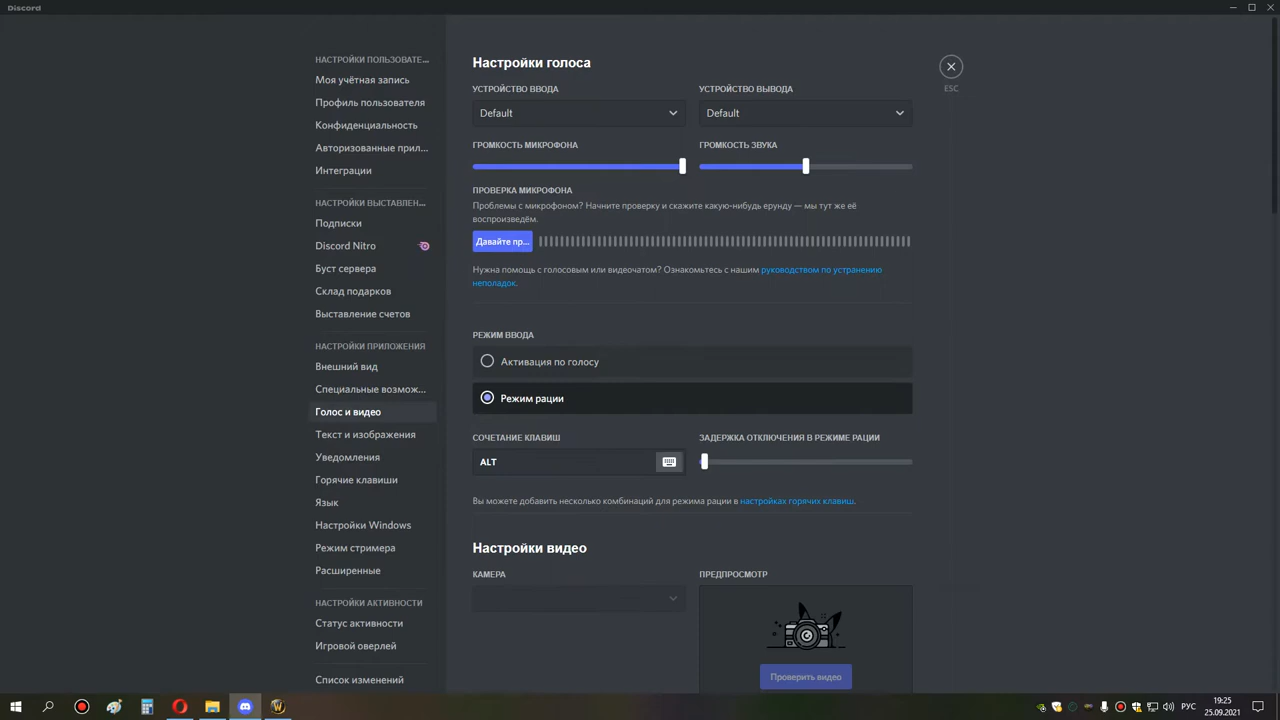 Discord
НАСТРОЙКИ ПОЛЬЗОВАТЕ...
Моя учётная запись
Профиль пользователя
Конфиденциальность
Авторизованные прил...
Интеграции
НАСТРОЙКИ ВЫСТАВЛЕН...
Подписки
Discord Nitro
Буст сервера
Склад подарков
Выставление счетов
НАСТРОЙКИ ПРИЛОЖЕНИЯ
Внешний вид
Специальные возмож...
Голос и видео
Текст и изображения
Уведомления
Горячие клавиши
Язык
Настройки Windows
Режим стримера
Расширенные
НАСТРОЙКИ АКТИВНОСТИ
Статус активности
Игровой оверлей
Список изменений
Настройки голоса
УСТРОЙСТВО ВВОДА
УСТРОЙСТВО ВЫВОДА
Default
Default
ГРОМКОСТЬ МИКРОФОНА
ГРОМКОСТЬ ЗВУКА
ПРОВЕРКА МИКРОФОНА
Проблемы с микрофоном? Начните проверку и скажите какую-нибудь ерунду — мы тут же её
воспроизведём.
Давайте пр...
Нужна помощь с голосовым или видеочатом? Ознакомьтесь с нашим руководством по устранению
неполадок.
РЕЖИМ ВВОДА
Активация по голосу
Режим рации
СОЧЕТАНИЕ КЛАВИШ
ЗАДЕРЖКА ОТКЛЮЧЕНИЯ В РЕЖИМЕ РАЦИИ
ALT
Вы можете добавить несколько комбинаций для режима рации в настройках горячих клавиш.
Настройки видео
КАМЕРА
ПРЕДПРОСМОТР
Проверить видео
ESC
РУС
19:25
25.09.2021